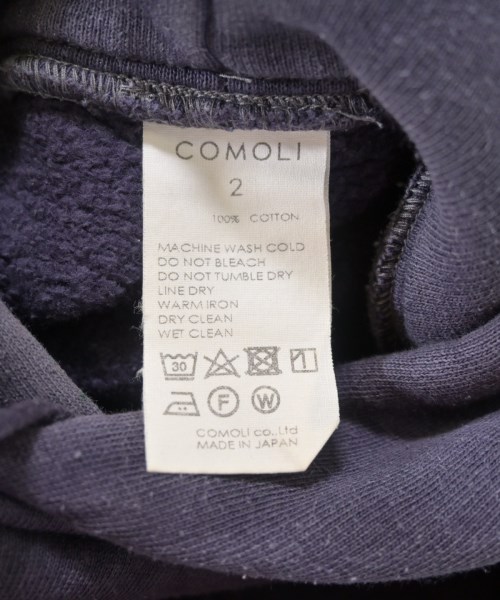 COMOLI
2
100% COTTON
MACHINE WASH COLD
DO NOT BLEACH
DO NOT TUMBLE DRY
LINE DRY
WARM IRON
DRY CLEAN
WET CLEAN
30
F W
COMOLI co.,Ltd
MADE IN JAPAN